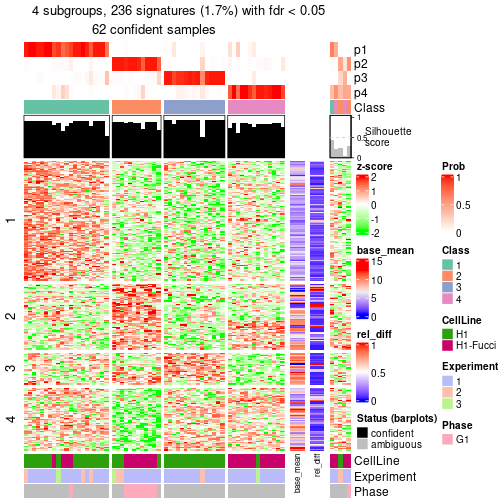 4 subgroups, 236 signatures (1.7%) with fdr < 0.05
62 confident samples
p1
p2
p3
p4
Class
1
0.5
0
Silhouette
score
1
2
3
4
z-score
2
1
0
-1
-2
base_mean
15
10
5
0
rel_diff
1
0.5
0
Status (barplots)
confident
ambiguous
Prob
1
0.5
0
Class
1
2
3
4
CellLine
H1
H1-Fucci
Experiment
1
2
3
Phase
G1
CellLine
Experiment
Phase
base_mean
rel_diff